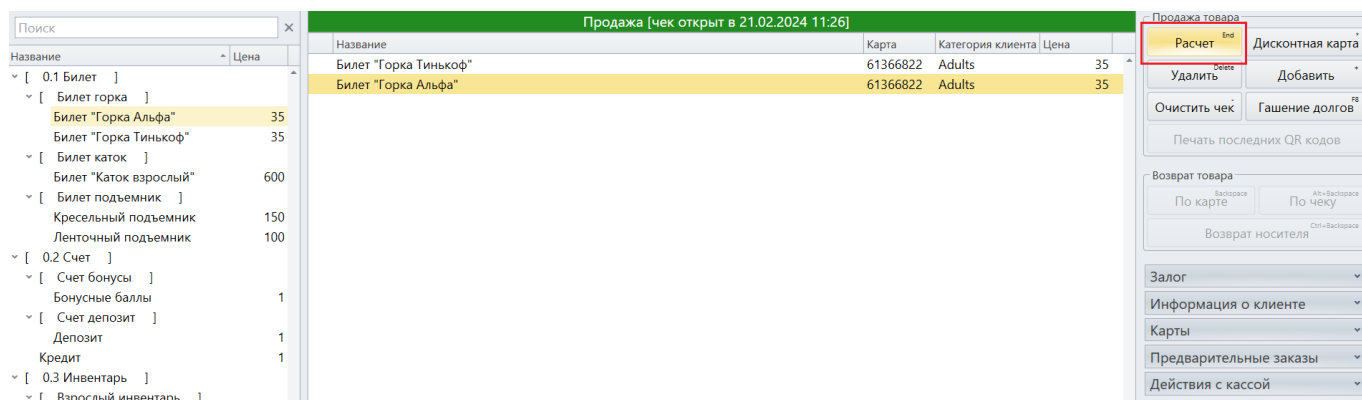 Поиск
Название Цена
[ 0.1 Билет ]
[ Билет горка ]
Билет "Горка Альфа" 35
Билет "Горка Тинькоф" 35
[ Билет каток ]
Билет "Каток взрослый" 600
[ Билет подъемник ]
Кресельный подъемник 150
Ленточный подъемник 100
[ 0.2 Счет ]
[ Счет бонусы ]
Бонусные баллы 1
[ Счет депозит ]
Депозит 1
Кредит 1
[ 0.3 Инвентарь ]
[ Взрослый инвентарь ]
Продажа [чек открыт в 21.02.2024 11:26]
Название Карта Категория клиента Цена
Билет "Горка Тинькоф" 61366822 Adults 35
Билет "Горка Альфа" 61366822 Adults 35
Продажа товара
Расчет End Дисконтная карта *
Удалить Delete Добавить +
Очистить чек - Гашение долгов F8
Печать последних QR кодов
Возврат товара
По карте Backspace По чеку Alt+Backspace
Возврат носителя Ctrl+Backspace
Залог
Информация о клиенте
Карты
Предварительные заказы
Действия с кассой